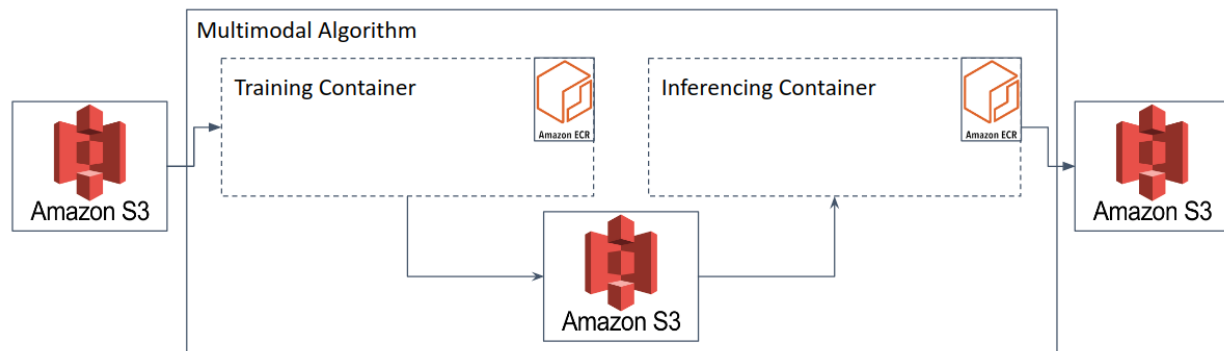 Multimodal Algorithm
Training Container
Amazon ECR
Inferencing Container
Amazon ECR
Amazon S3
Amazon S3
Amazon S3